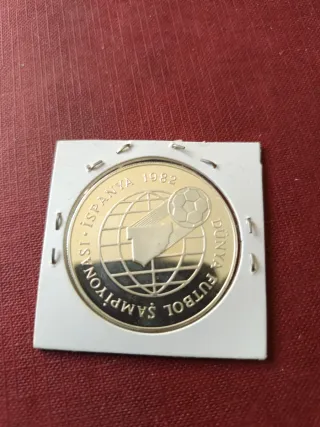 DÜNYA FUTBOL ŞAMPİYONASI · İSPANYA 1982